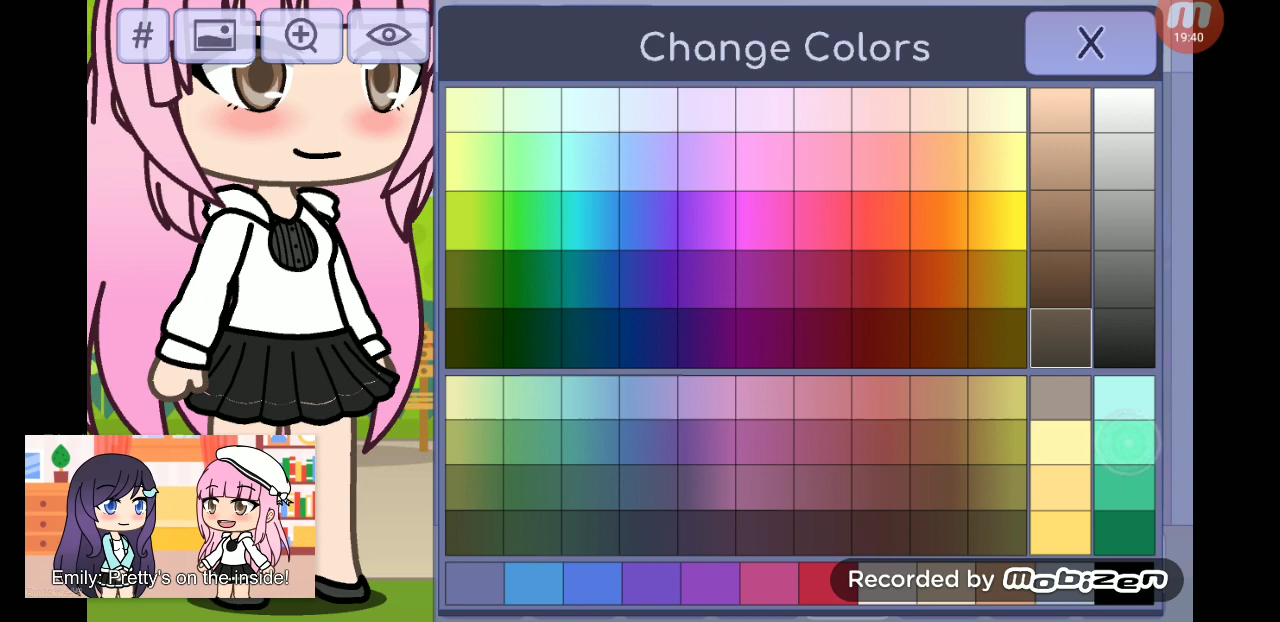 #
Change Colors
X
19:40
Emily: Pretty's on the inside!
Recorded by mobizen